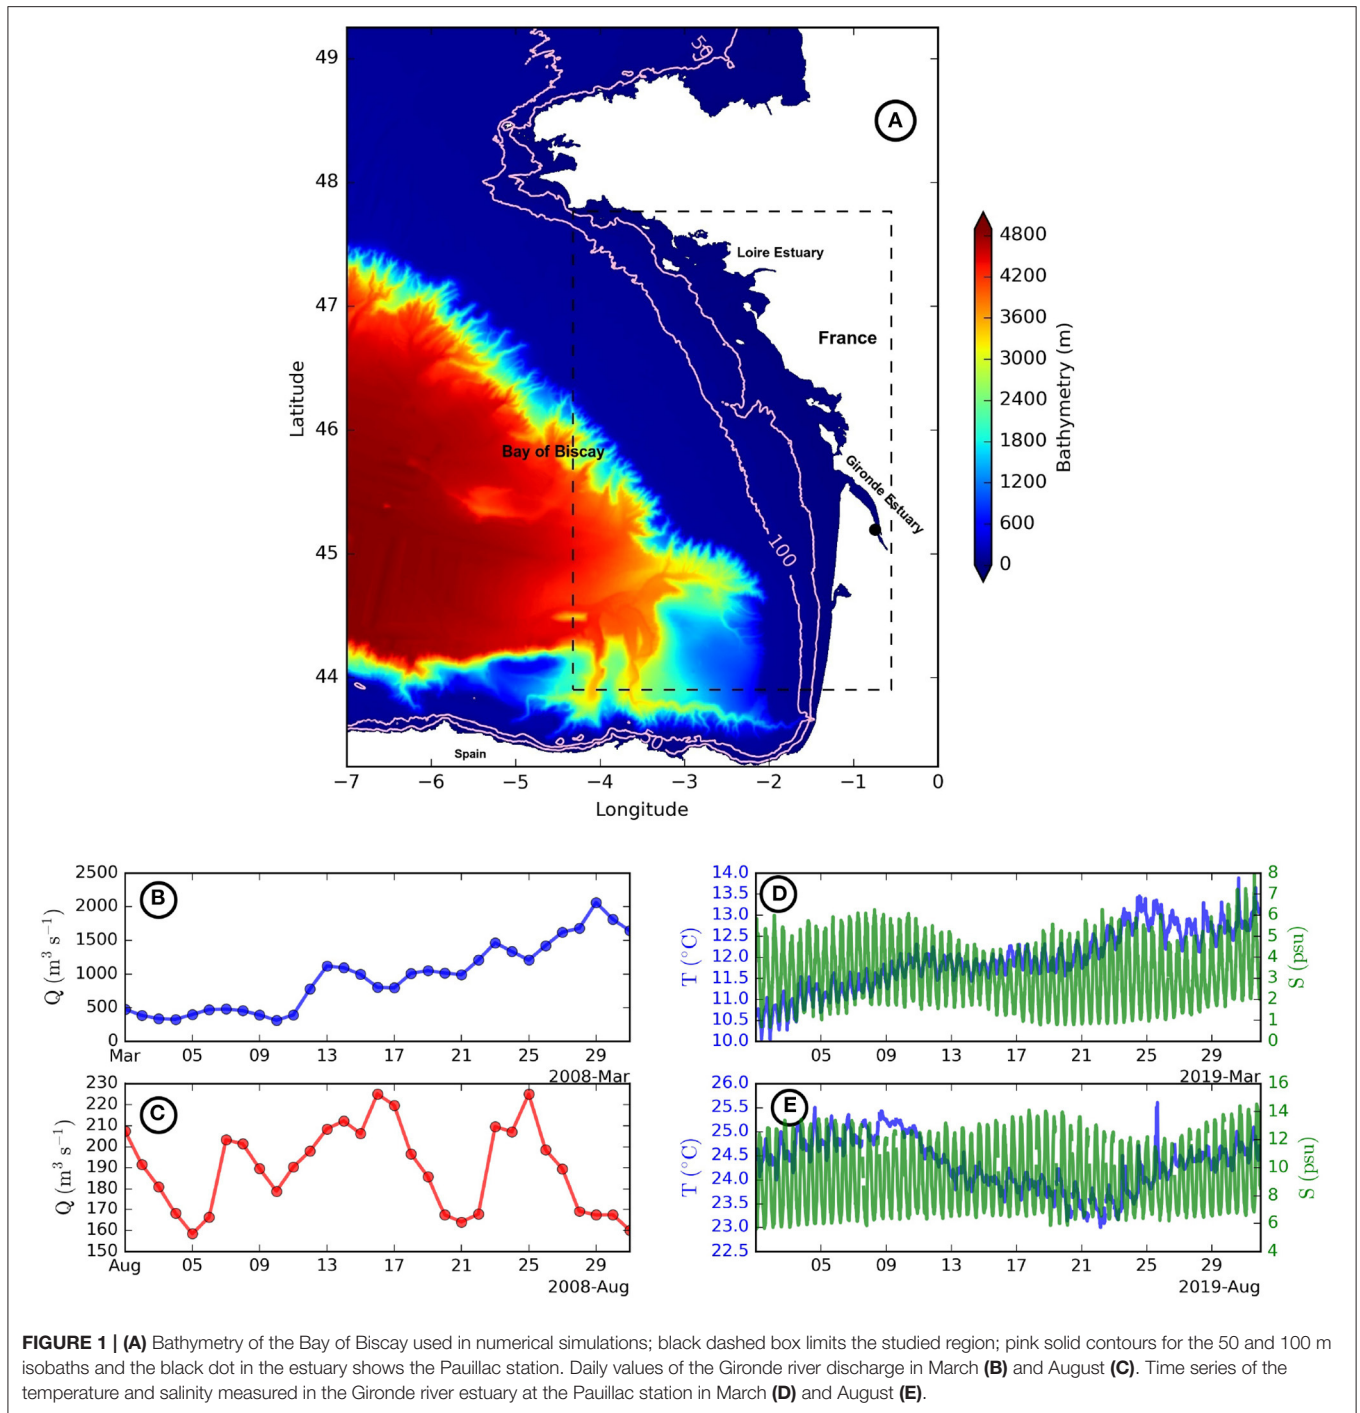 49
48
47
46
45
44
Latitude
−7 −6 −5 −4 −3 −2 −1 0
Longitude
50
A
Loire Estuary
France
Bay of Biscay
Gironde Estuary
100
Spain
4800
4200
3600
3000
2400
1800
1200
600
0
Bathymetry (m)
2500
2000
1500
1000
500
0
Q (m³ s⁻¹)
B
Mar 05 09 13 17 21 25 29
2008-Mar
230
220
210
200
190
180
170
160
150
Q (m³ s⁻¹)
C
Aug 05 09 13 17 21 25 29
2008-Aug
14.0
13.5
13.0
12.5
12.0
11.5
11.0
10.5
10.0
T (°C)
D
8
7
6
5
4
3
2
1
0
S (psu)
05 09 13 17 21 25 29
2019-Mar
26.0
25.5
25.0
24.5
24.0
23.5
23.0
22.5
T (°C)
E
16
14
12
10
8
6
4
S (psu)
05 09 13 17 21 25 29
2019-Aug
FIGURE 1 | (A) Bathymetry of the Bay of Biscay used in numerical simulations; black dashed box limits the studied region; pink solid contours for the 50 and 100 m
isobaths and the black dot in the estuary shows the Pauillac station. Daily values of the Gironde river discharge in March (B) and August (C). Time series of the
temperature and salinity measured in the Gironde river estuary at the Pauillac station in March (D) and August (E).